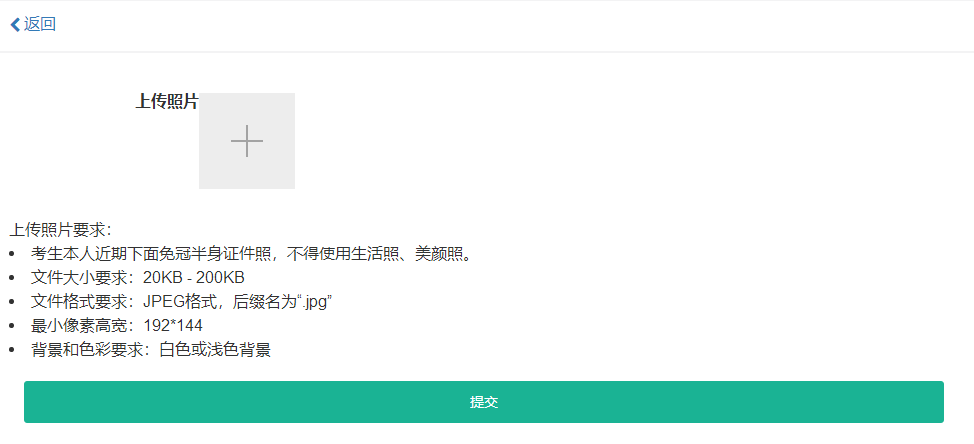 返回
上传照片
上传照片要求：
• 考生本人近期下面免冠半身证件照，不得使用生活照、美颜照。
• 文件大小要求：20KB - 200KB
• 文件格式要求：JPEG格式，后缀名为“.jpg”
• 最小像素高宽：192*144
• 背景和色彩要求：白色或浅色背景
提交